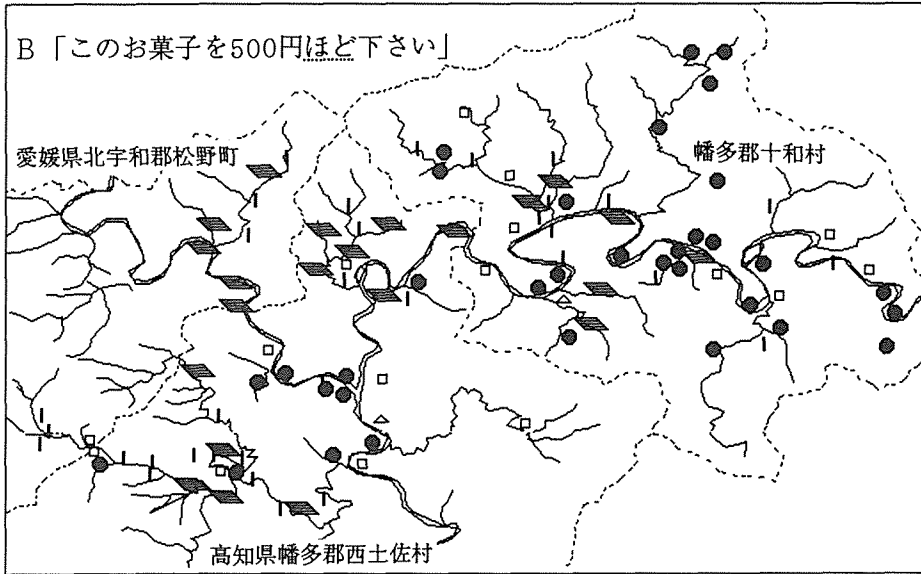 B「このお菓子を500円ほど下さい」
愛媛県北宇和郡松野町
幡多郡十和村
高知県幡多郡西土佐村